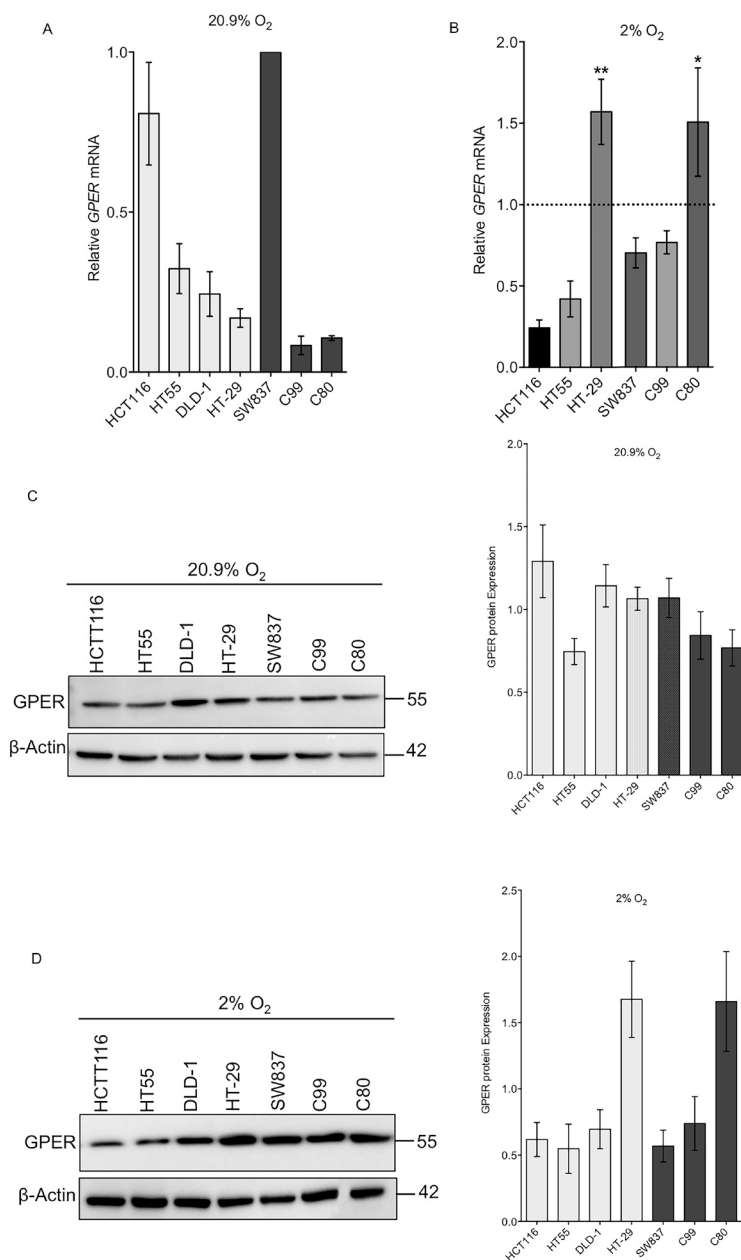 A
20.9% O2
Relative GPER mRNA
1.0
0.5
0.0
HCT116
HT55
DLD-1
HT-29
SW837
C99
C80
B
2% O2
Relative GPER mRNA
2.0
1.5
1.0
0.5
0.0
**
*
HCT116
HT55
HT-29
SW837
C99
C80
C
20.9% O2
HCTT116
HT55
DLD-1
HT-29
SW837
C99
C80
GPER
55
β-Actin
42
20.9% O2
GPER protein Expression
2.0
1.5
1.0
0.5
0.0
HCT116
HT55
DLD-1
HT-29
SW837
C99
C80
D
2% O2
HCTT116
HT55
DLD-1
HT-29
SW837
C99
C80
GPER
55
β-Actin
42
2% O2
GPER protein Expression
2.5
2.0
1.5
1.0
0.5
0.0
HCT116
HT55
DLD-1
HT-29
SW837
C99
C80